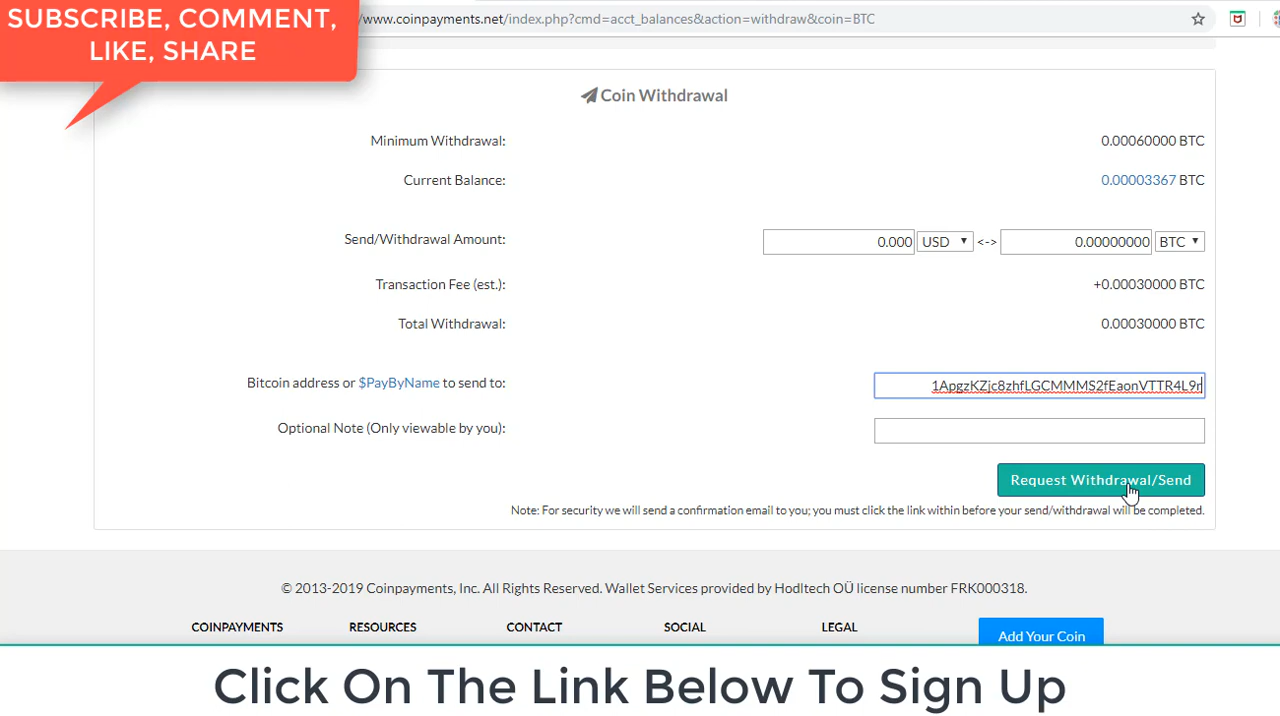 SUBSCRIBE, COMMENT,
LIKE, SHARE
/www.coinpayments.net/index.php?cmd=acct_balances&action=withdraw&coin=BTC
Coin Withdrawal
Minimum Withdrawal: 0.00060000 BTC
Current Balance: 0.00003367 BTC
Send/Withdrawal Amount: 0.000 USD <-> 0.00000000 BTC
Transaction Fee (est.): +0.00030000 BTC
Total Withdrawal: 0.00030000 BTC
Bitcoin address or $PayByName to send to: 1ApgzKZjc8zhfLGCMMMS2fEaonVTTR4L9r
Optional Note (Only viewable by you):
Request Withdrawal/Send
Note: For security we will send a confirmation email to you; you must click the link within before your send/withdrawal will be completed.
© 2013-2019 Coinpayments, Inc. All Rights Reserved. Wallet Services provided by Hodltech OÜ license number FRK000318.
COINPAYMENTS RESOURCES CONTACT SOCIAL LEGAL Add Your Coin
Click On The Link Below To Sign Up